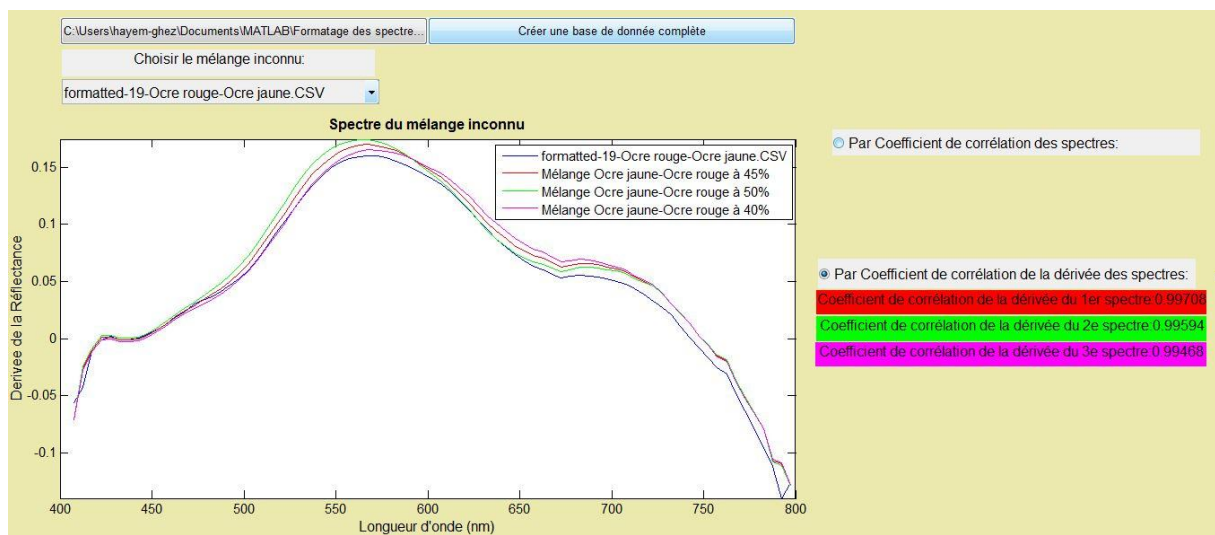 C:\Users\hayem-ghez\Documents\MATLAB\Formatage des spectre...
Créer une base de donnée complète
Choisir le mélange inconnu:
formatted-19-Ocre rouge-Ocre jaune.CSV
Spectre du mélange inconnu
formatted-19-Ocre rouge-Ocre jaune.CSV
Mélange Ocre jaune-Ocre rouge à 45%
Mélange Ocre jaune-Ocre rouge à 50%
Mélange Ocre jaune-Ocre rouge à 40%
Derivee de la Réflectance
0.15
0.1
0.05
0
-0.05
-0.1
400 450 500 550 600 650 700 750 800
Longueur d'onde (nm)
Par Coefficient de corrélation des spectres:
Par Coefficient de corrélation de la dérivée des spectres:
Coefficient de corrélation de la dérivée du 1er spectre:0.99708
Coefficient de corrélation de la dérivée du 2e spectre:0.99594
Coefficient de corrélation de la dérivée du 3e spectre:0.99468